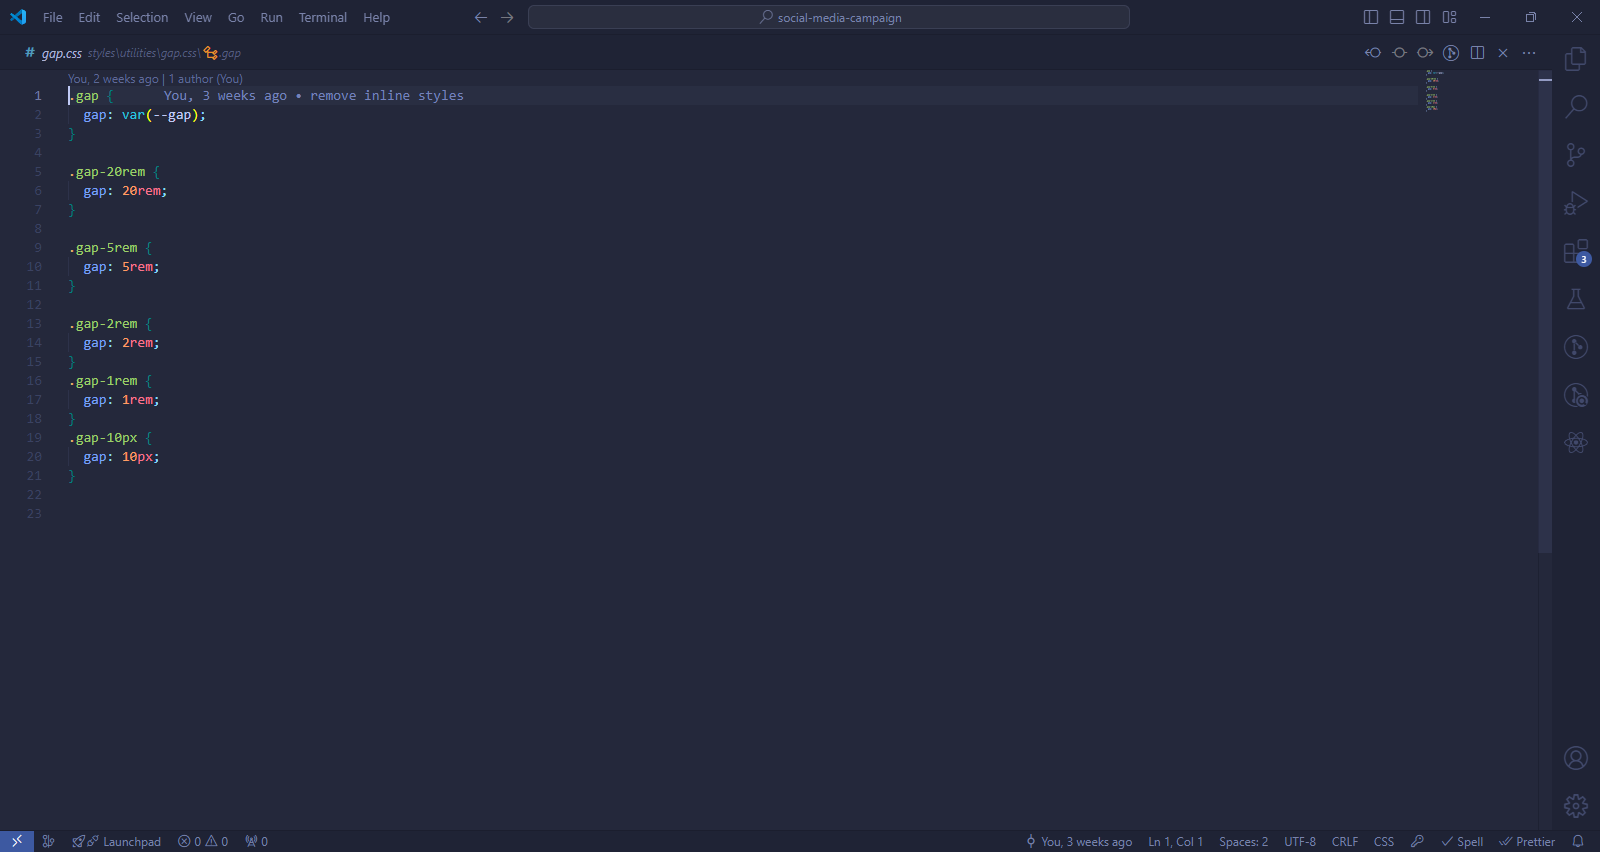 File Edit Selection View Go Run Terminal Help
social-media-campaign
# gap.css styles\utilities\gap.css\ .gap
You, 2 weeks ago | 1 author (You)
1 .gap { You, 3 weeks ago • remove inline styles
2 gap: var(--gap);
3 }
4
5 .gap-20rem {
6 gap: 20rem;
7 }
8
9 .gap-5rem {
10 gap: 5rem;
11 }
12
13 .gap-2rem {
14 gap: 2rem;
15 }
16 .gap-1rem {
17 gap: 1rem;
18 }
19 .gap-10px {
20 gap: 10px;
21 }
22
23
3
Launchpad 0 0 0 You, 3 weeks ago Ln 1, Col 1 Spaces: 2 UTF-8 CRLF CSS Spell Prettier